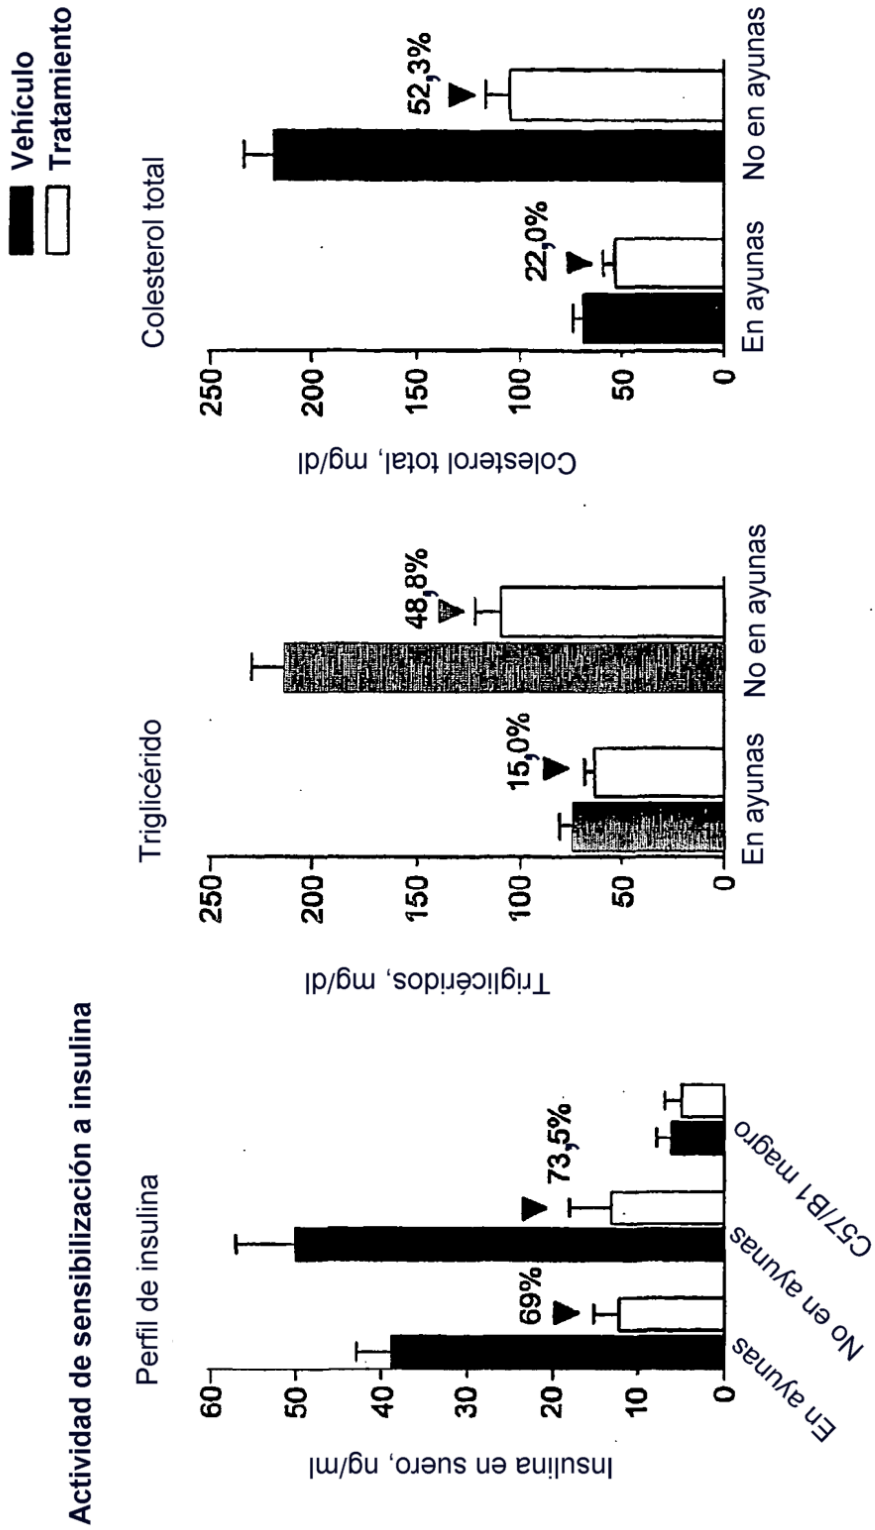 Actividad de sensibilización a insulina
Vehículo
Tratamiento
Perfil de insulina
Insulina en suero, ng/ml
60
50
40
30
20
10
0
69%
73,5%
En ayunas
No en ayunas
C57/B1 magro
Triglicérido
Triglicéridos, mg/dl
250
200
150
100
50
0
15,0%
48,8%
En ayunas
No en ayunas
Colesterol total
Colesterol total, mg/dl
250
200
150
100
50
0
22,0%
52,3%
En ayunas
No en ayunas